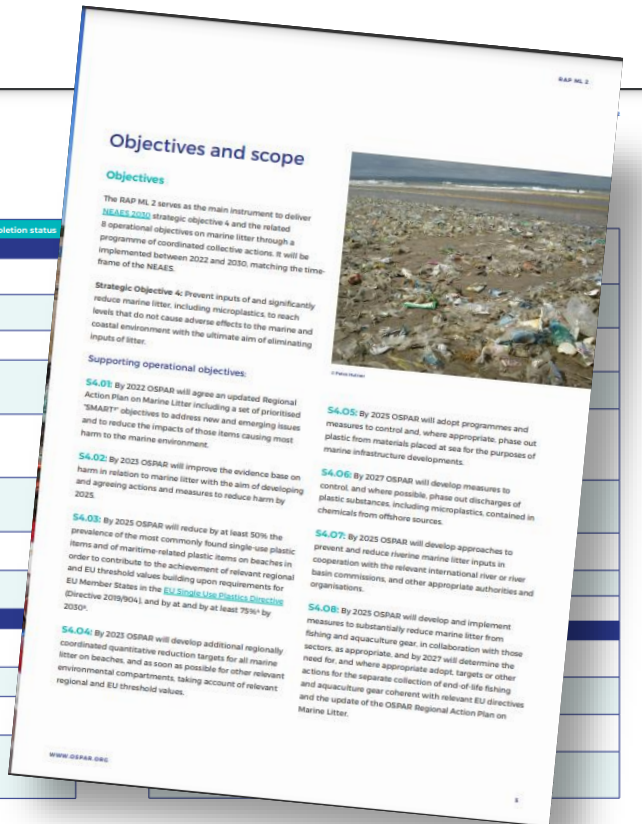 RAP ML 2
Objectives and scope
Objectives
The RAP ML 2 serves as the main instrument to deliver
NEAES 2030 strategic objective 4 and the related
8 operational objectives on marine litter through a
programme of coordinated collective actions. It will be
implemented between 2022 and 2030, matching the time-
frame of the NEAES.
Strategic Objective 4: Prevent inputs of and significantly
reduce marine litter, including microplastics, to reach
levels that do not cause adverse effects to the marine and
coastal environment with the ultimate aim of eliminating
inputs of litter.
Supporting operational objectives:
S4.01: By 2022 OSPAR will agree an updated Regional
Action Plan on Marine Litter including a set of prioritised
"SMART" objectives to address new and emerging issues
and to reduce the impacts of those items causing most
harm to the marine environment.
S4.02: By 2023 OSPAR will improve the evidence base on
harm in relation to marine litter with the aim of developing
and agreeing actions and measures to reduce harm by
2025.
S4.03: By 2025 OSPAR will reduce by at least 50% the
prevalence of the most commonly found single-use plastic
items and of maritime-related plastic items on beaches in
order to contribute to the achievement of relevant regional
and EU threshold values building upon requirements for
EU Member States in the EU Single Use Plastics Directive
(Directive 2019/904), and by at and by at least 75% by
2030.
S4.04: By 2023 OSPAR will develop additional regionally
coordinated quantitative reduction targets for all marine
litter on beaches, and as soon as possible for other relevant
environmental compartments, taking account of relevant
regional and EU threshold values.
S4.05: By 2025 OSPAR will adopt programmes and
measures to control and, where appropriate, phase out
plastic from materials placed at sea for the purposes of
marine infrastructure developments.
S4.06: By 2027 OSPAR will develop measures to
control, and where possible, phase out discharges of
plastic substances, including microplastics, contained in
chemicals from offshore sources.
S4.07: By 2025 OSPAR will develop approaches to
prevent and reduce riverine marine litter inputs in
cooperation with the relevant international river or river
basin commissions, and other appropriate authorities and
organisations.
S4.08: By 2025 OSPAR will develop and implement
measures to substantially reduce marine litter from
fishing and aquaculture gear, in collaboration with those
sectors, as appropriate, and by 2027 will determine the
need for, and where appropriate adopt, targets or other
actions for the separate collection of end-of-life fishing
and aquaculture gear coherent with relevant EU directives
and the update of the OSPAR Regional Action Plan on
Marine Litter.
WWW.OSPAR.ORG
5
pletion status